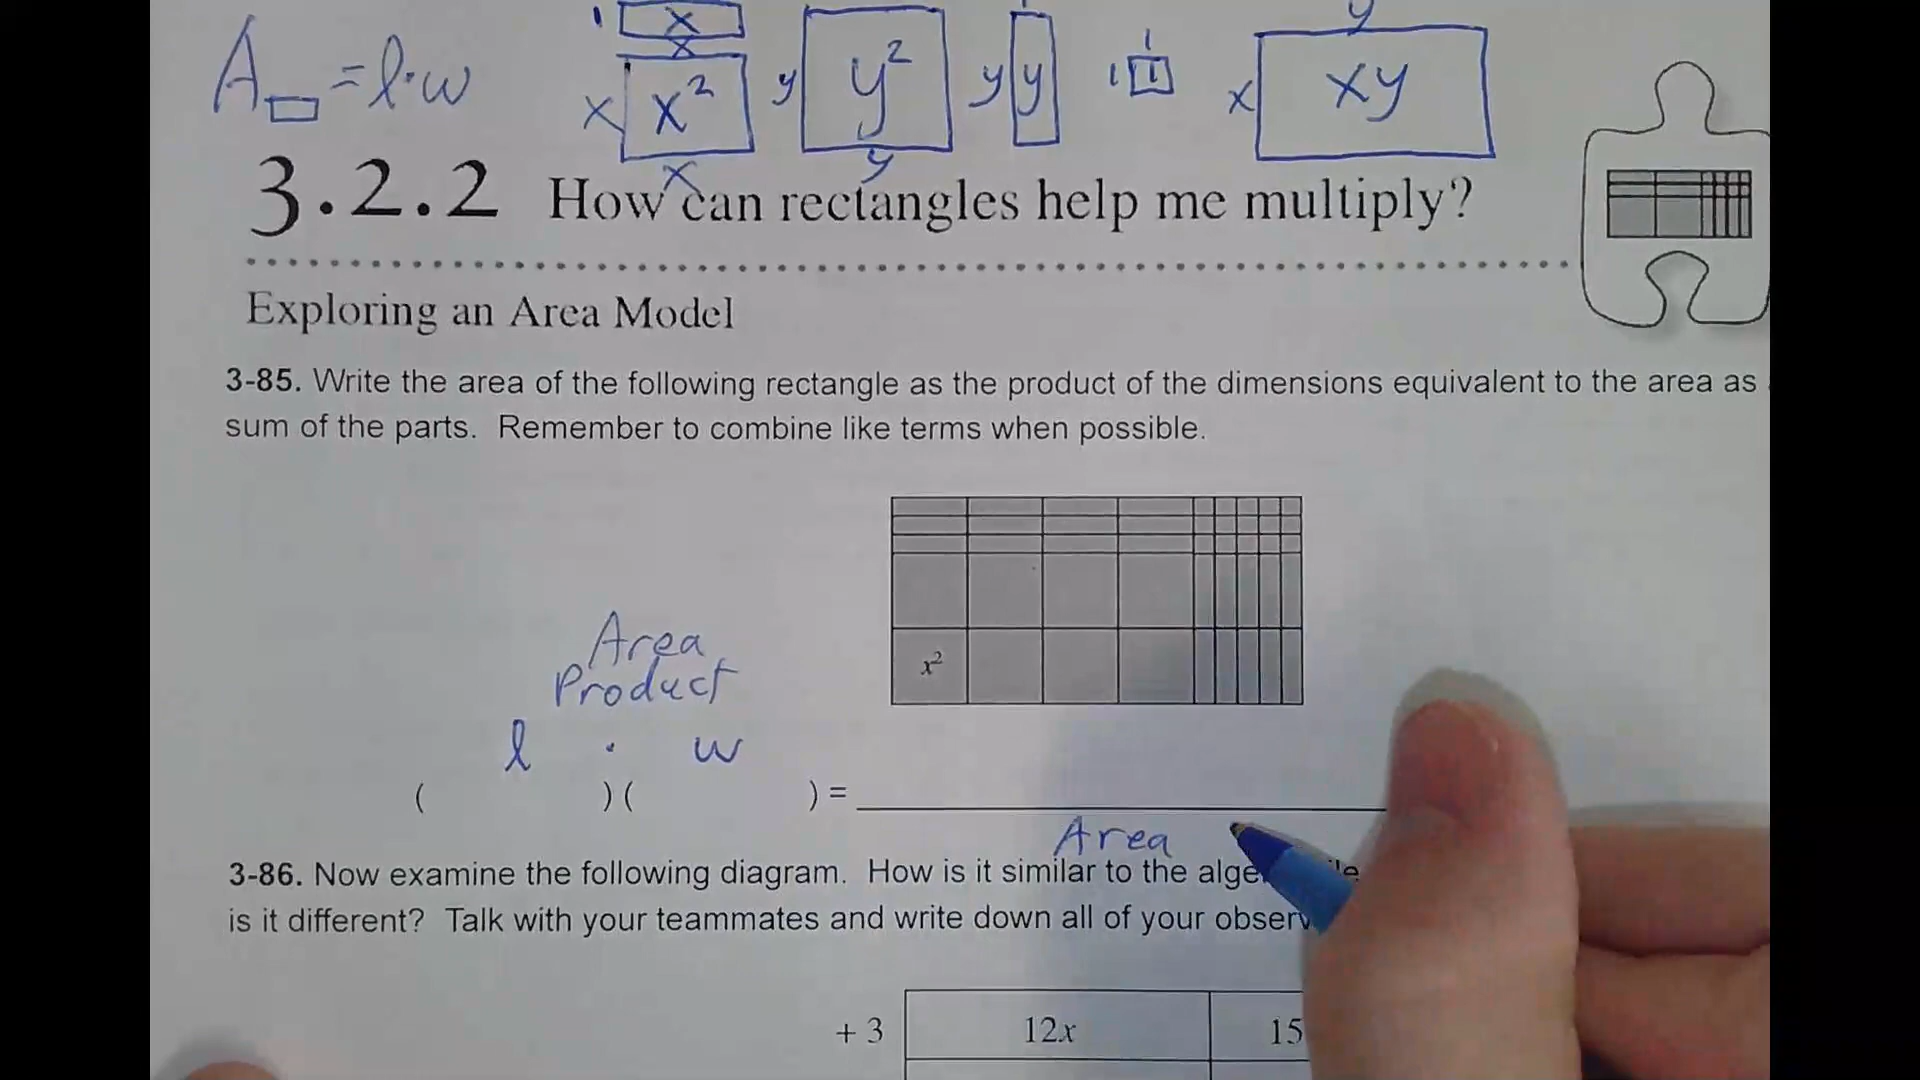 A▭ = l·w
1 x
x
x x²
x
y y²
y
y y
1
1 1
y
x xy
3.2.2 How can rectangles help me multiply?
Exploring an Area Model
3-85. Write the area of the following rectangle as the product of the dimensions equivalent to the area as
sum of the parts. Remember to combine like terms when possible.
x²
Area
Product
l · w
( )( ) =
Area
3-86. Now examine the following diagram. How is it similar to the
is it different? Talk with your teammates and write down all of your
+ 3 12x 15